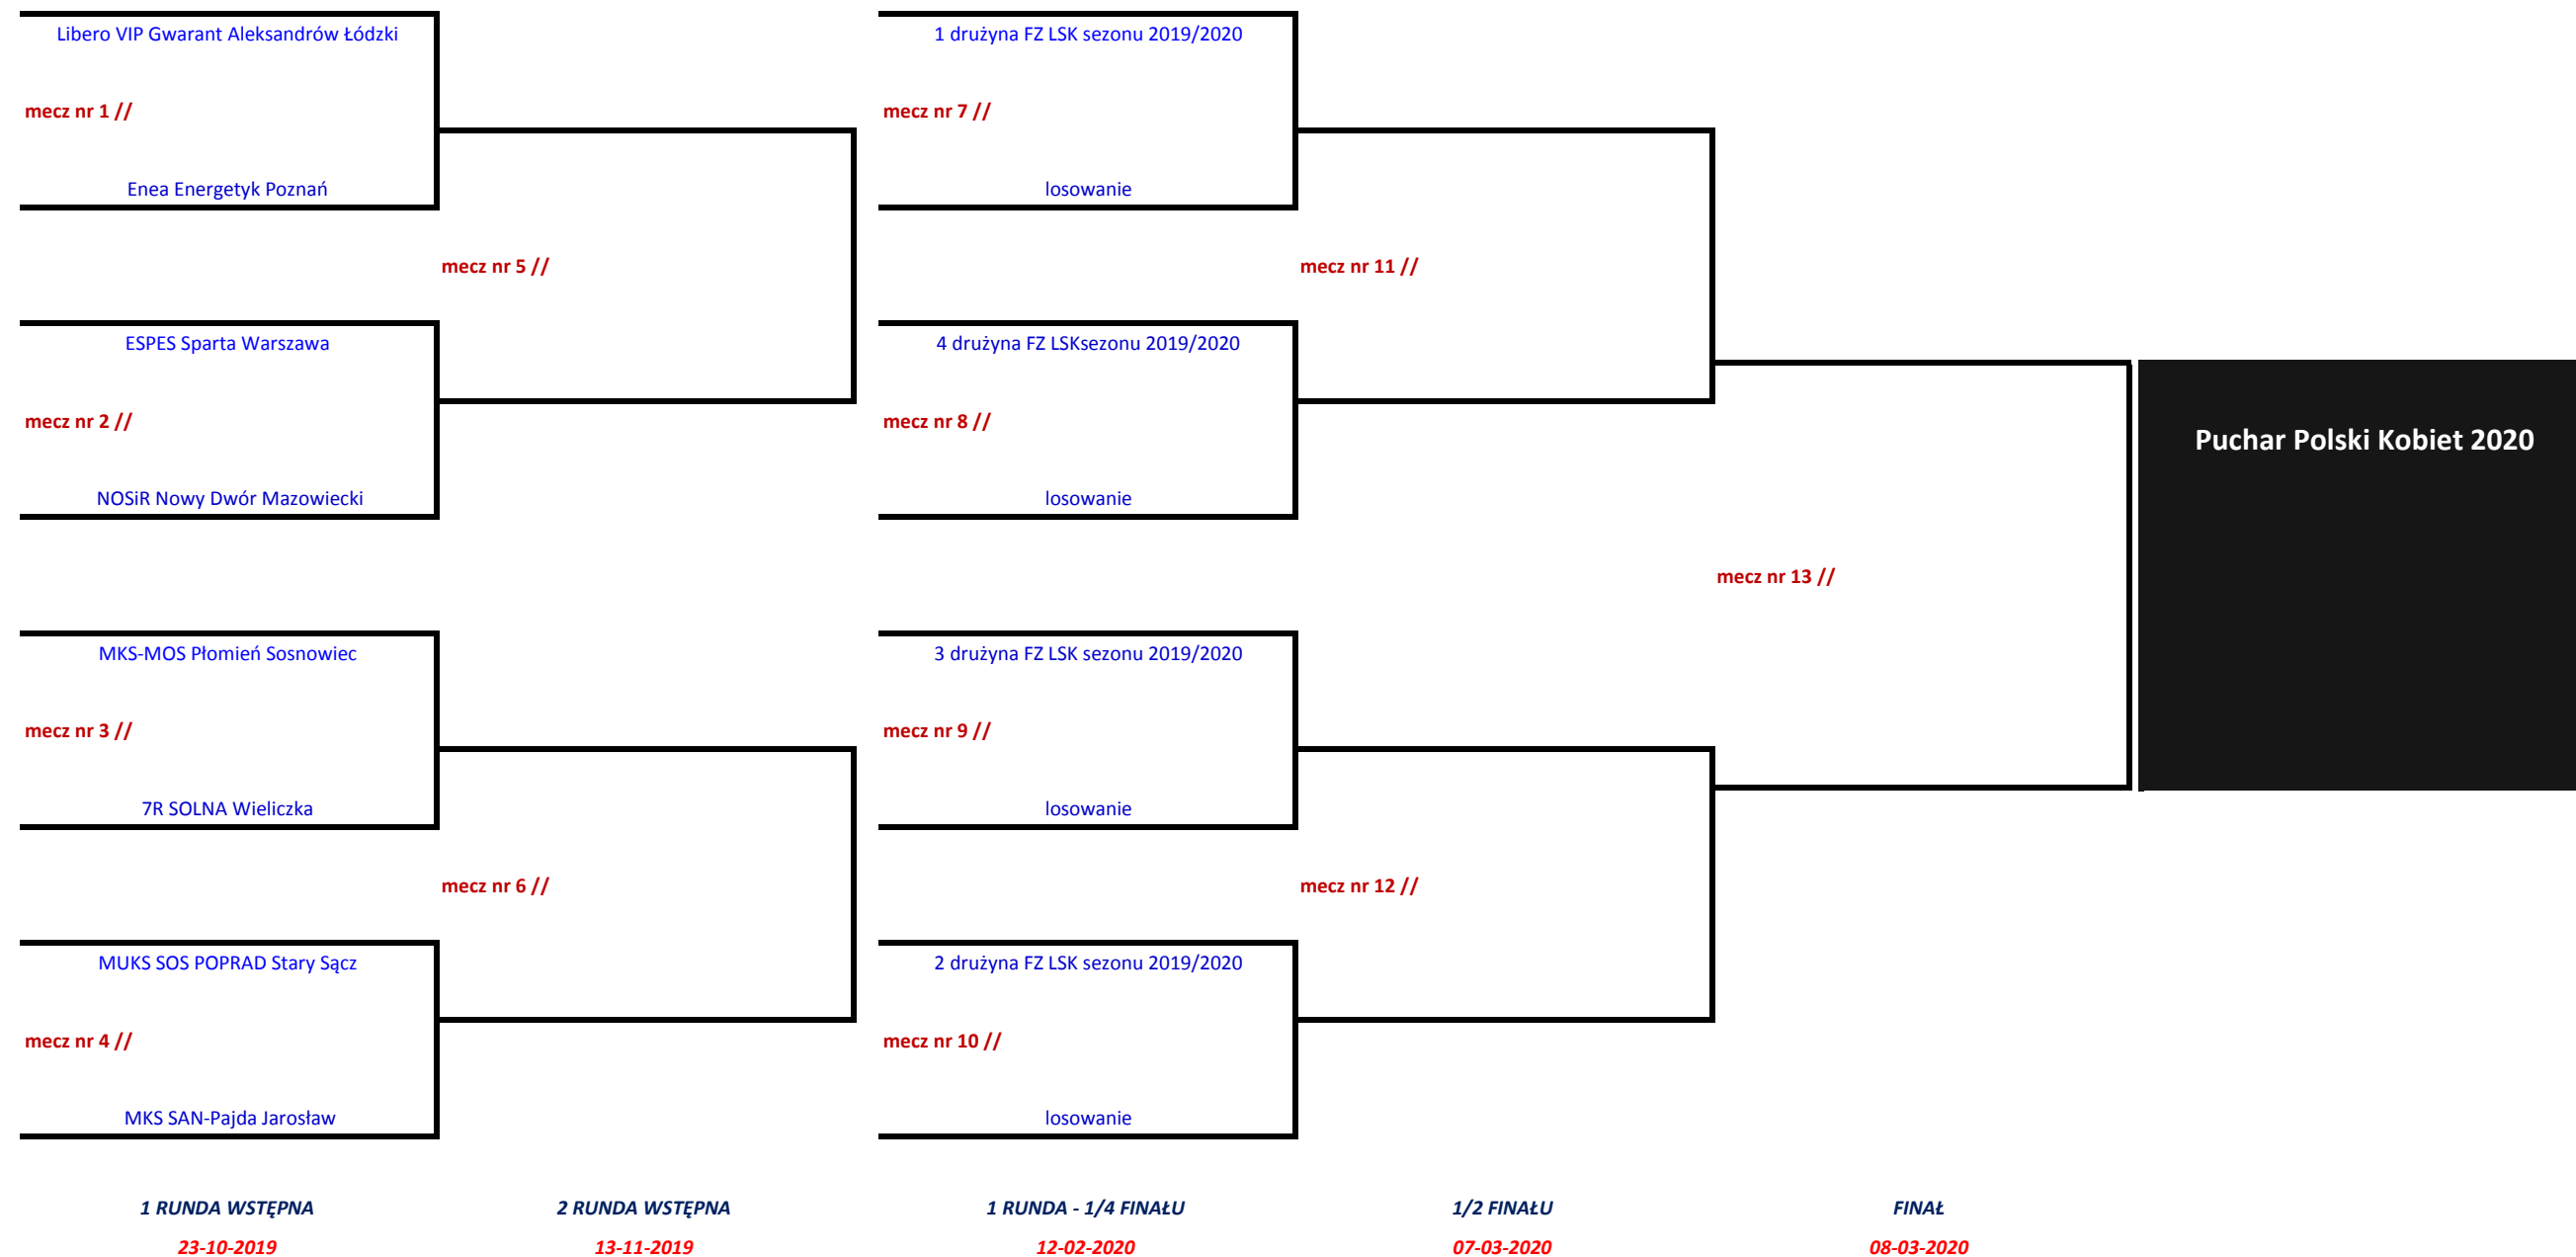 Libero VIP Gwarant Aleksandrów Łódzki
mecz nr 1 //
Enea Energetyk Poznań
mecz nr 5 //
ESPES Sparta Warszawa
mecz nr 2 //
NOSiR Nowy Dwór Mazowiecki
MKS-MOS Płomień Sosnowiec
mecz nr 3 //
7R SOLNA Wieliczka
mecz nr 6 //
MUKS SOS POPRAD Stary Sącz
mecz nr 4 //
MKS SAN-Pajda Jarosław
1 drużyna FZ LSK sezonu 2019/2020
mecz nr 7 //
losowanie
mecz nr 11 //
4 drużyna FZ LSKsezonu 2019/2020
mecz nr 8 //
losowanie
mecz nr 13 //
3 drużyna FZ LSK sezonu 2019/2020
mecz nr 9 //
losowanie
mecz nr 12 //
2 drużyna FZ LSK sezonu 2019/2020
mecz nr 10 //
losowanie
Puchar Polski Kobiet 2020
1 RUNDA WSTĘPNA
23-10-2019
2 RUNDA WSTĘPNA
13-11-2019
1 RUNDA - 1/4 FINAŁU
12-02-2020
1/2 FINAŁU
07-03-2020
FINAŁ
08-03-2020